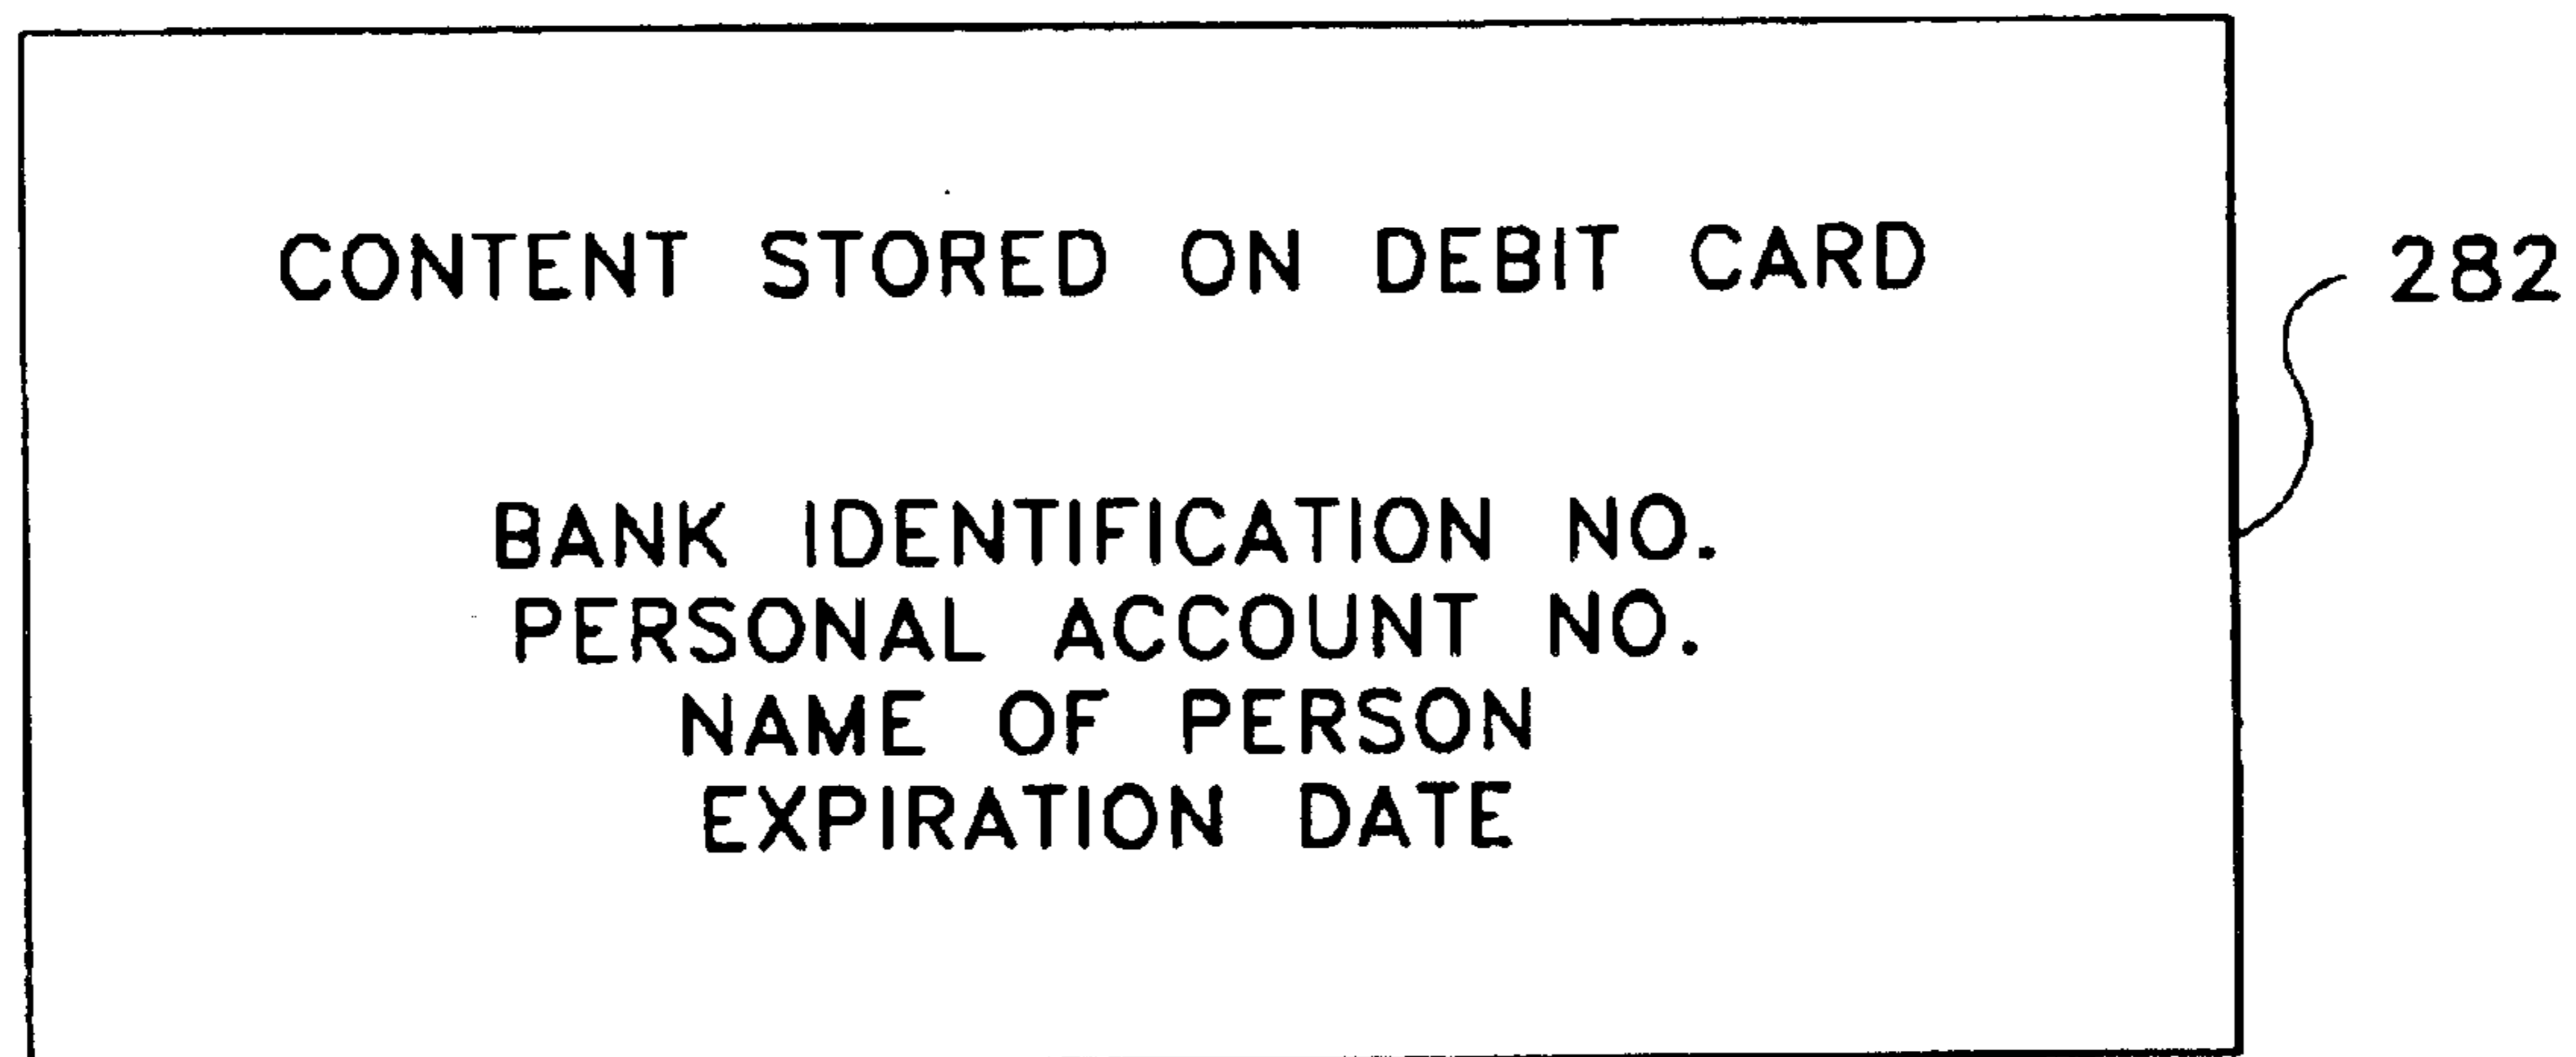 CONTENT STORED ON DEBIT CARD
282
BANK IDENTIFICATION NO.
PERSONAL ACCOUNT NO.
NAME OF PERSON
EXPIRATION DATE